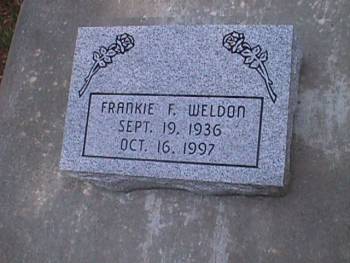 FRANKIE F. WELDON
SEPT. 19, 1936
OCT. 16, 1997